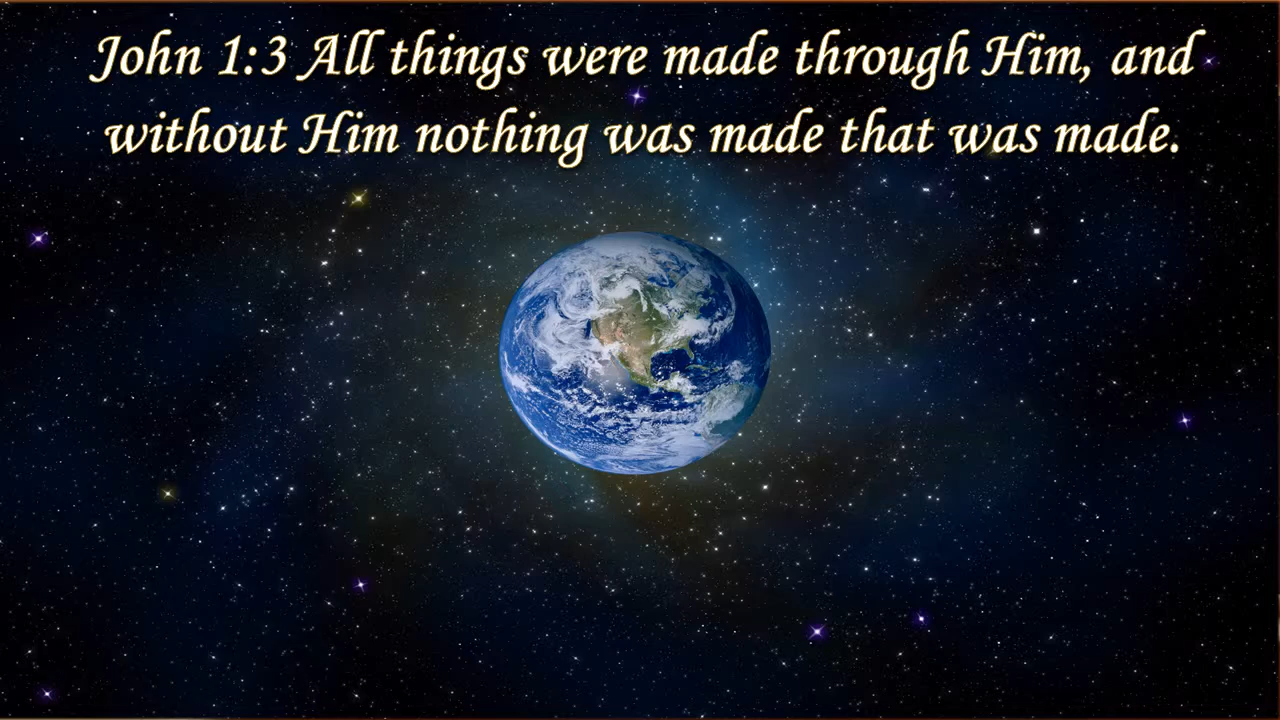 John 1:3 All things were made through Him, and
without Him nothing was made that was made.